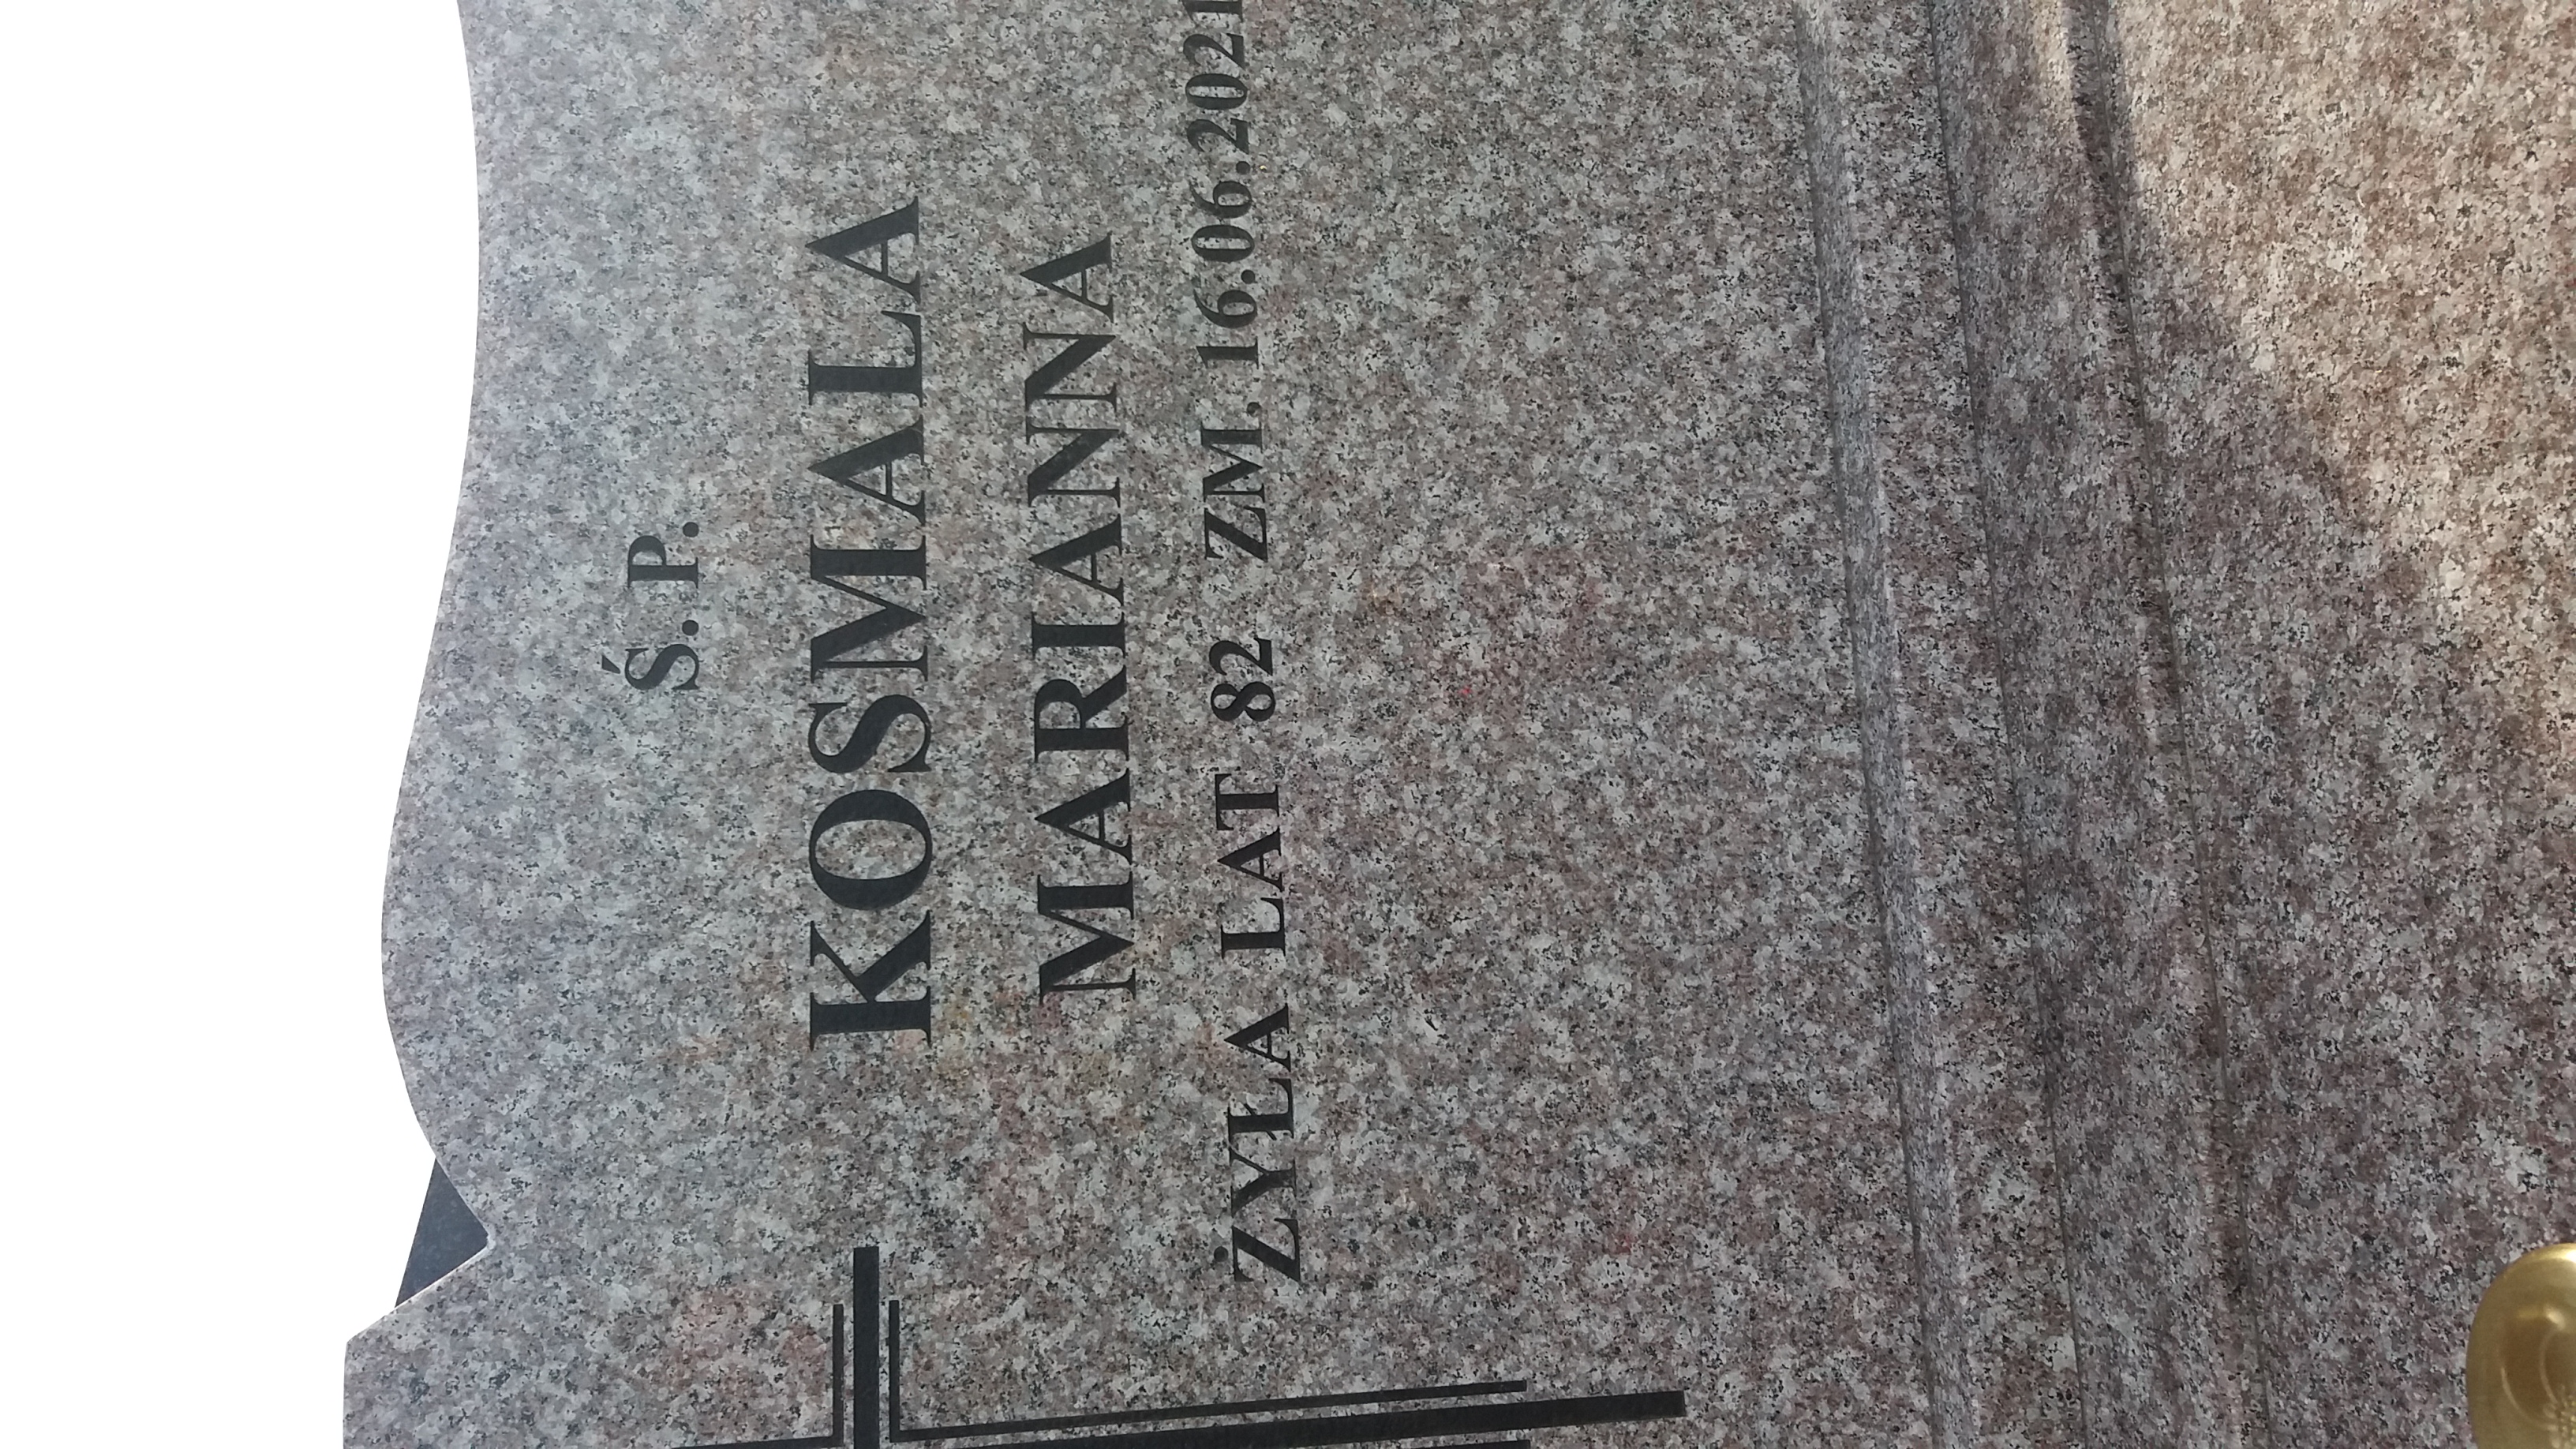 Ś. P.
KOSMALA
MARIANNA
ŻYŁA LAT 82 ZM. 16.06.2021